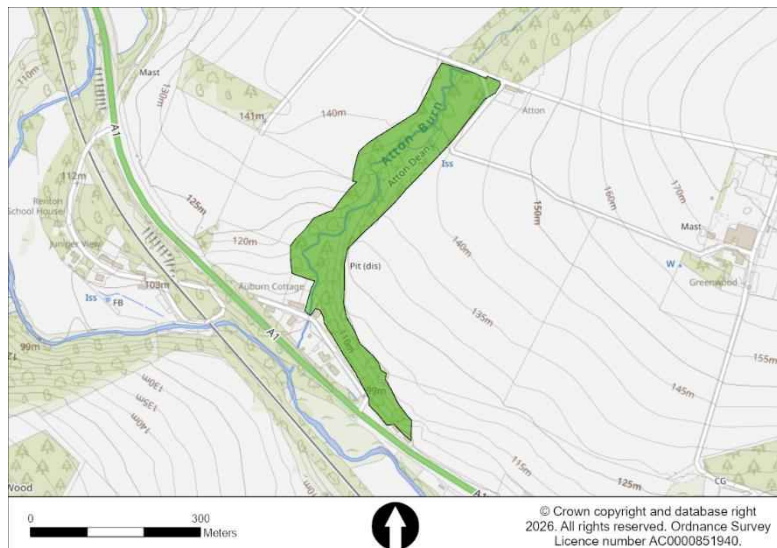 110m
Mast
130m
A1
141m
140m
Atton Burn
Atton Dean
Atton
Iss
160m
170m
150m
112m
Renton
School House
125m
Juniper View
120m
Mast
140m
Pit (dis)
W
Greenwood
103m
Auburn Cottage
Iss
FB
A1
135m
99m
110m
155m
130m
135m
140m
145m
115m
125m
Wood
A1
CG
0
300
Meters
© Crown copyright and database right
2026. All rights reserved. Ordnance Survey
Licence number AC0000851940.